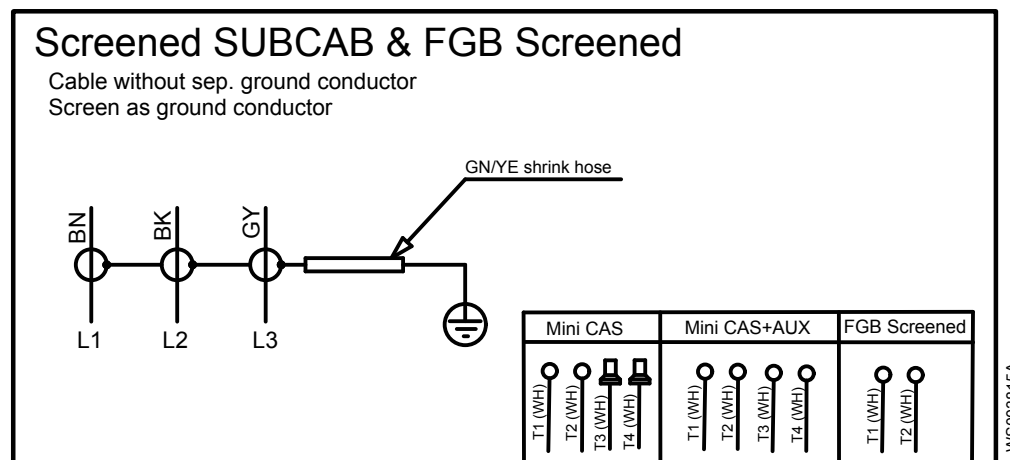 Screened SUBCAB & FGB Screened
Cable without sep. ground conductor
Screen as ground conductor
GN/YE shrink hose
BN
BK
GY
L1
L2
L3
Mini CAS
Mini CAS+AUX
FGB Screened
T1 (WH)
T2 (WH)
T3 (WH)
T4 (WH)
T1 (WH)
T2 (WH)
T3 (WH)
T4 (WH)
T1 (WH)
T2 (WH)